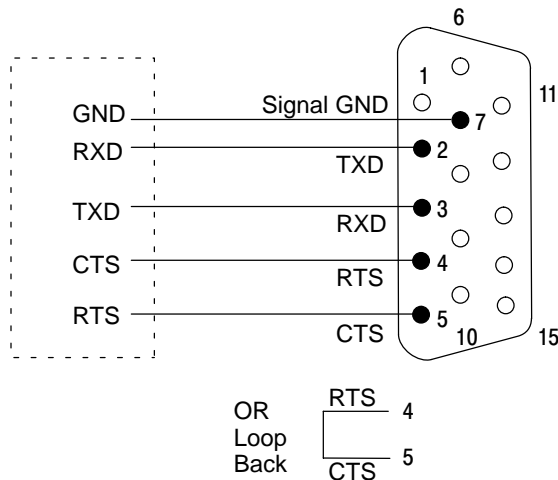 6
1
11
GND Signal GND 7
RXD TXD 2
TXD RXD 3
CTS RTS 4
RTS CTS 5
10 15
OR RTS 4
Loop
Back CTS 5